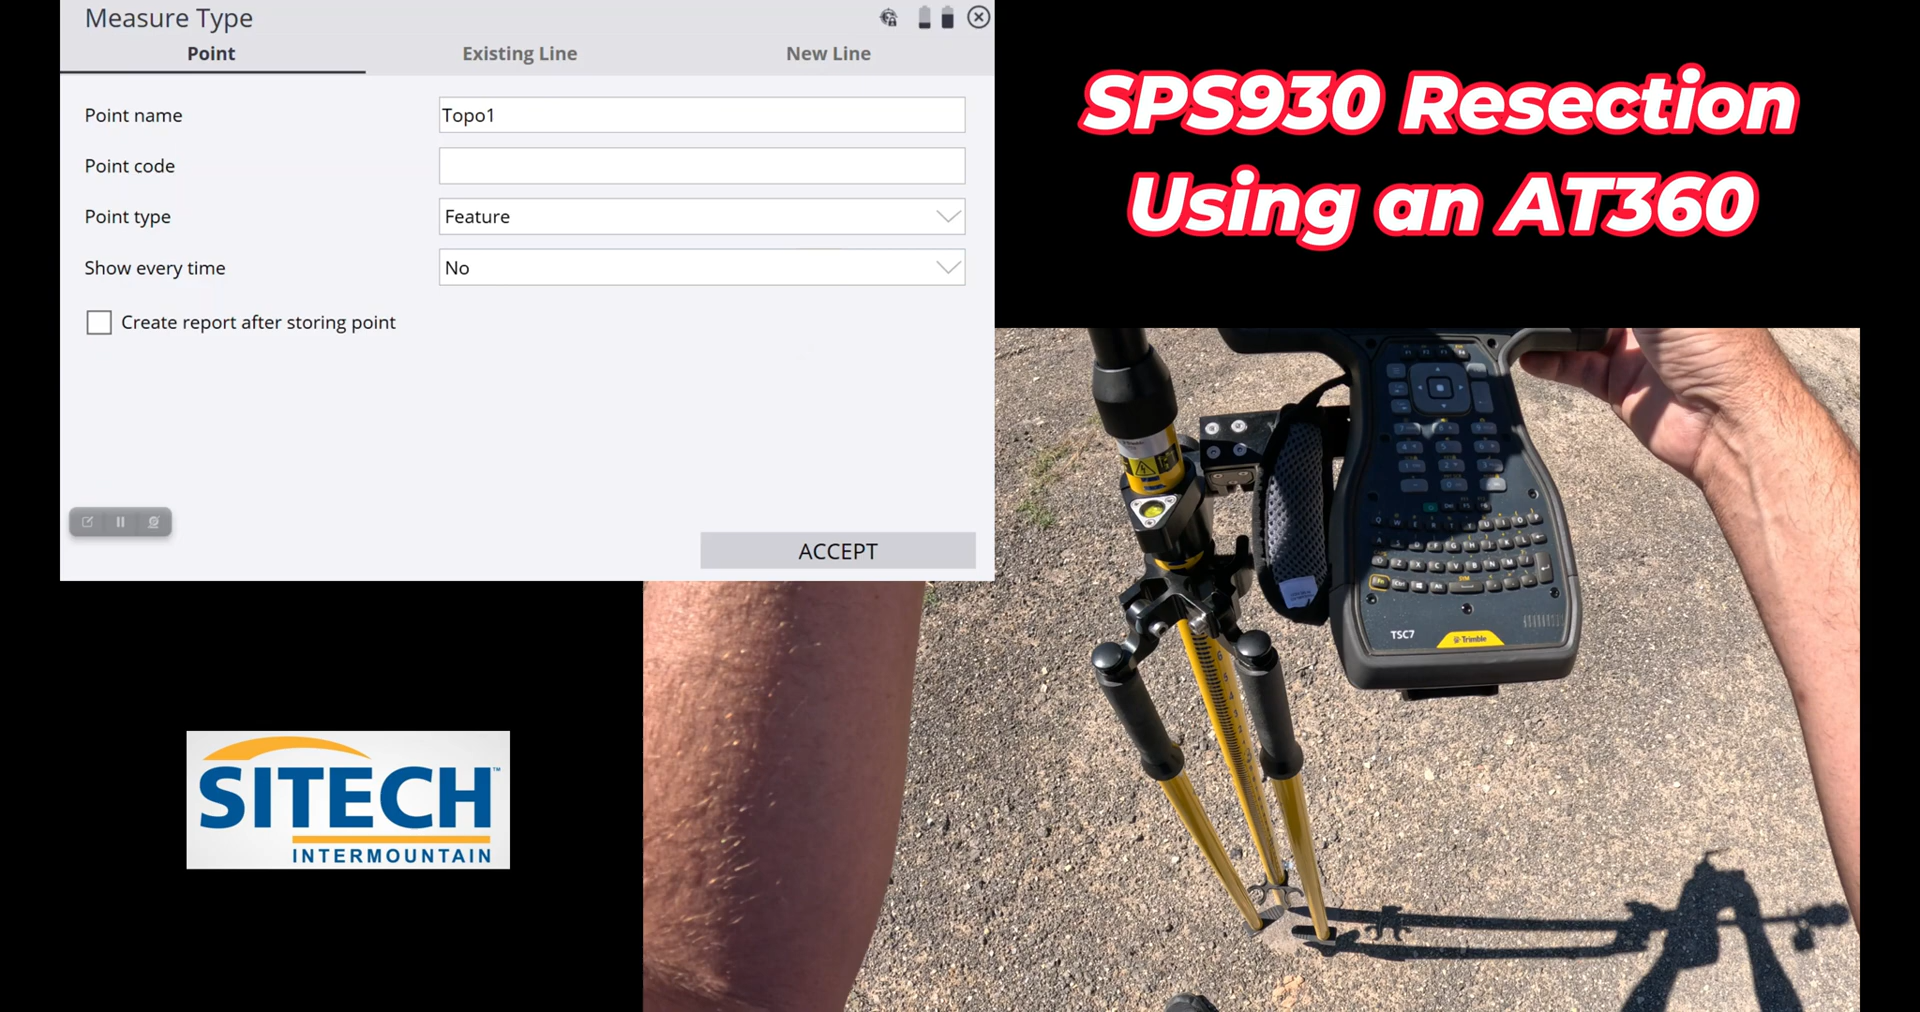 Measure Type
Point
Existing Line
New Line
Point name
Topo1
Point code
Point type
Feature
Show every time
No
Create report after storing point
ACCEPT
SPS930 Resection
Using an AT360
TSC7
Trimble
SITECH™
INTERMOUNTAIN